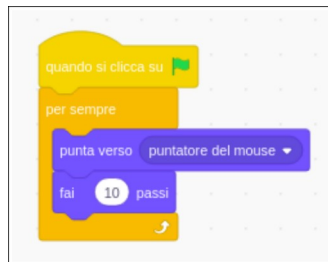 quando si clicca su
per sempre
punta verso puntatore del mouse
fai 10 passi